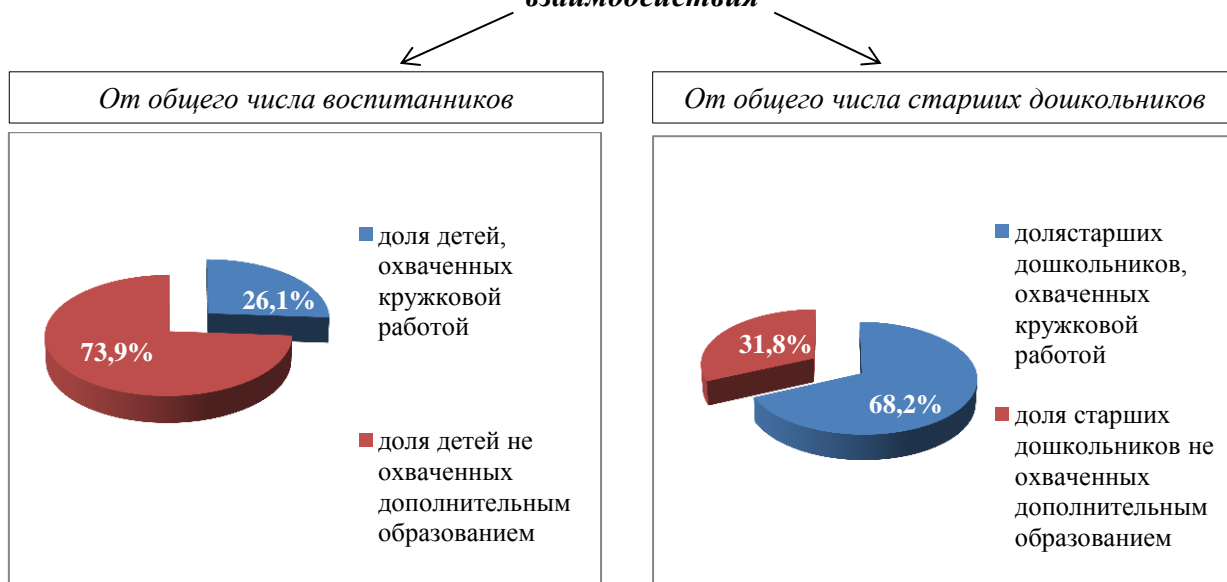 взаимодействия
От общего числа воспитанников
От общего числа старших дошкольников
26,1%
73,9%
доля детей,
охваченных
кружковой
работой
доля детей не
охваченных
дополнительным
образованием
31,8%
68,2%
долястарших
дошкольников,
охваченных
кружковой
работой
доля старших
дошкольников не
охваченных
дополнительным
образованием